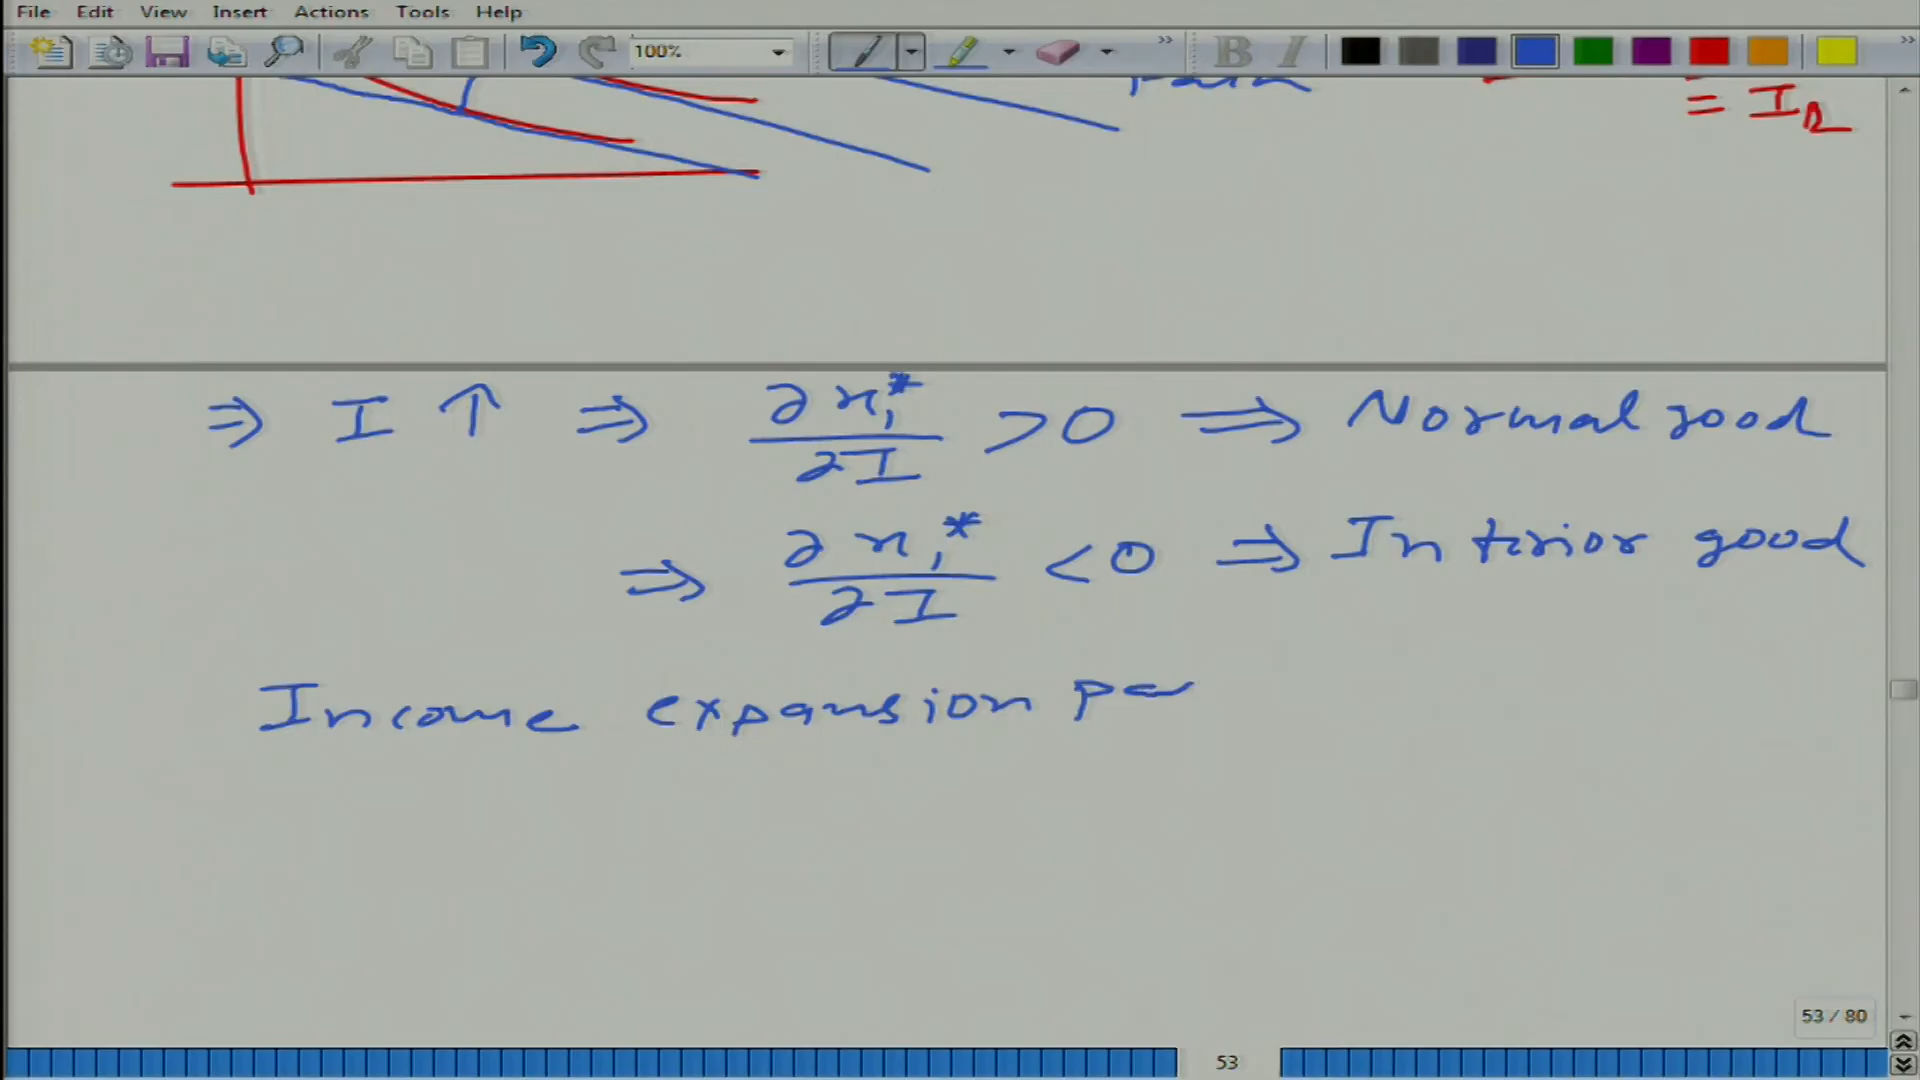 File Edit View Insert Actions Tools Help
100% B I
= I₂
⇒ I ↑ ⇒ ∂x₁*/∂I > 0 ⇒ Normal good
⇒ ∂x₁*/∂I < 0 ⇒ Inferior good
Income expansion pa
53 / 80
53